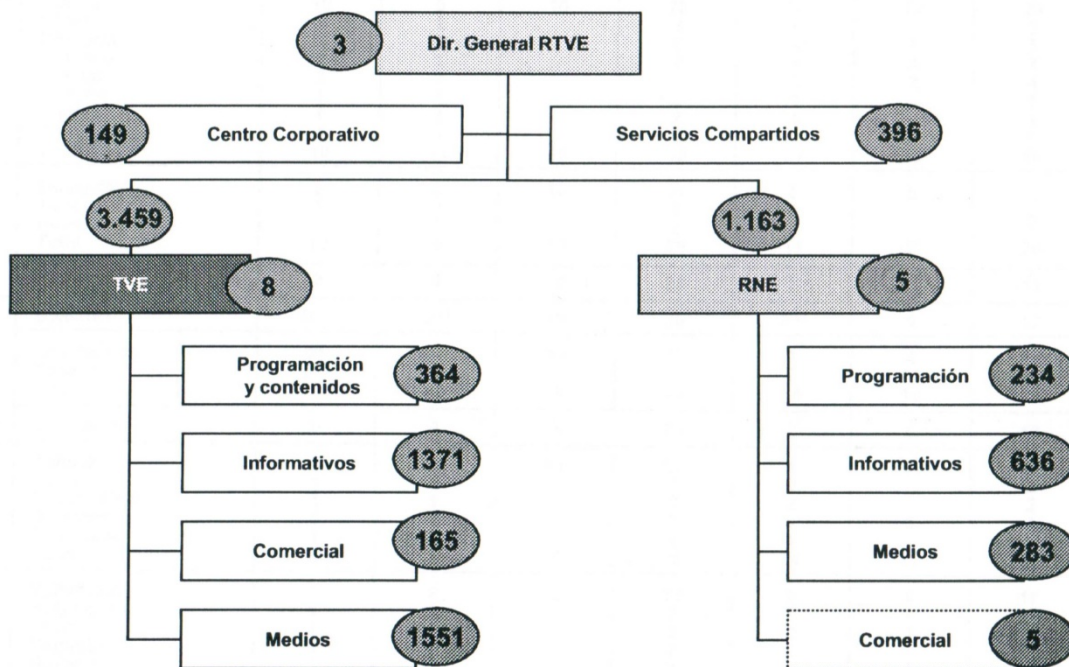 3
Dir. General RTVE
149
Centro Corporativo
Servicios Compartidos
396
3.459
1.163
TVE
8
RNE
5
Programación
y contenidos
364
Programación
234
Informativos
1371
Informativos
636
Comercial
165
Medios
283
Medios
1551
Comercial
5